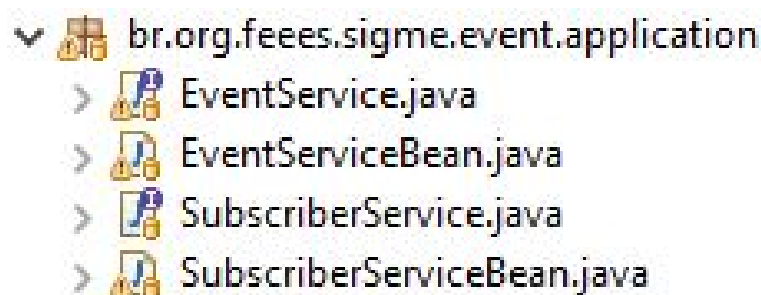 br.org.feees.sigme.event.application
EventService.java
EventServiceBean.java
SubscriberService.java
SubscriberServiceBean.java